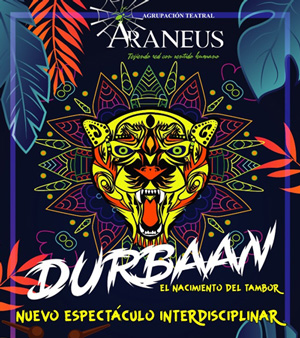 AGRUPACIÓN TEATRAL
ARANEUS
Tejiendo red con sentido humano
DURBAAN
EL NACIMIENTO DEL TAMBOR
NUEVO ESPECTÁCULO INTERDISCIPLINAR